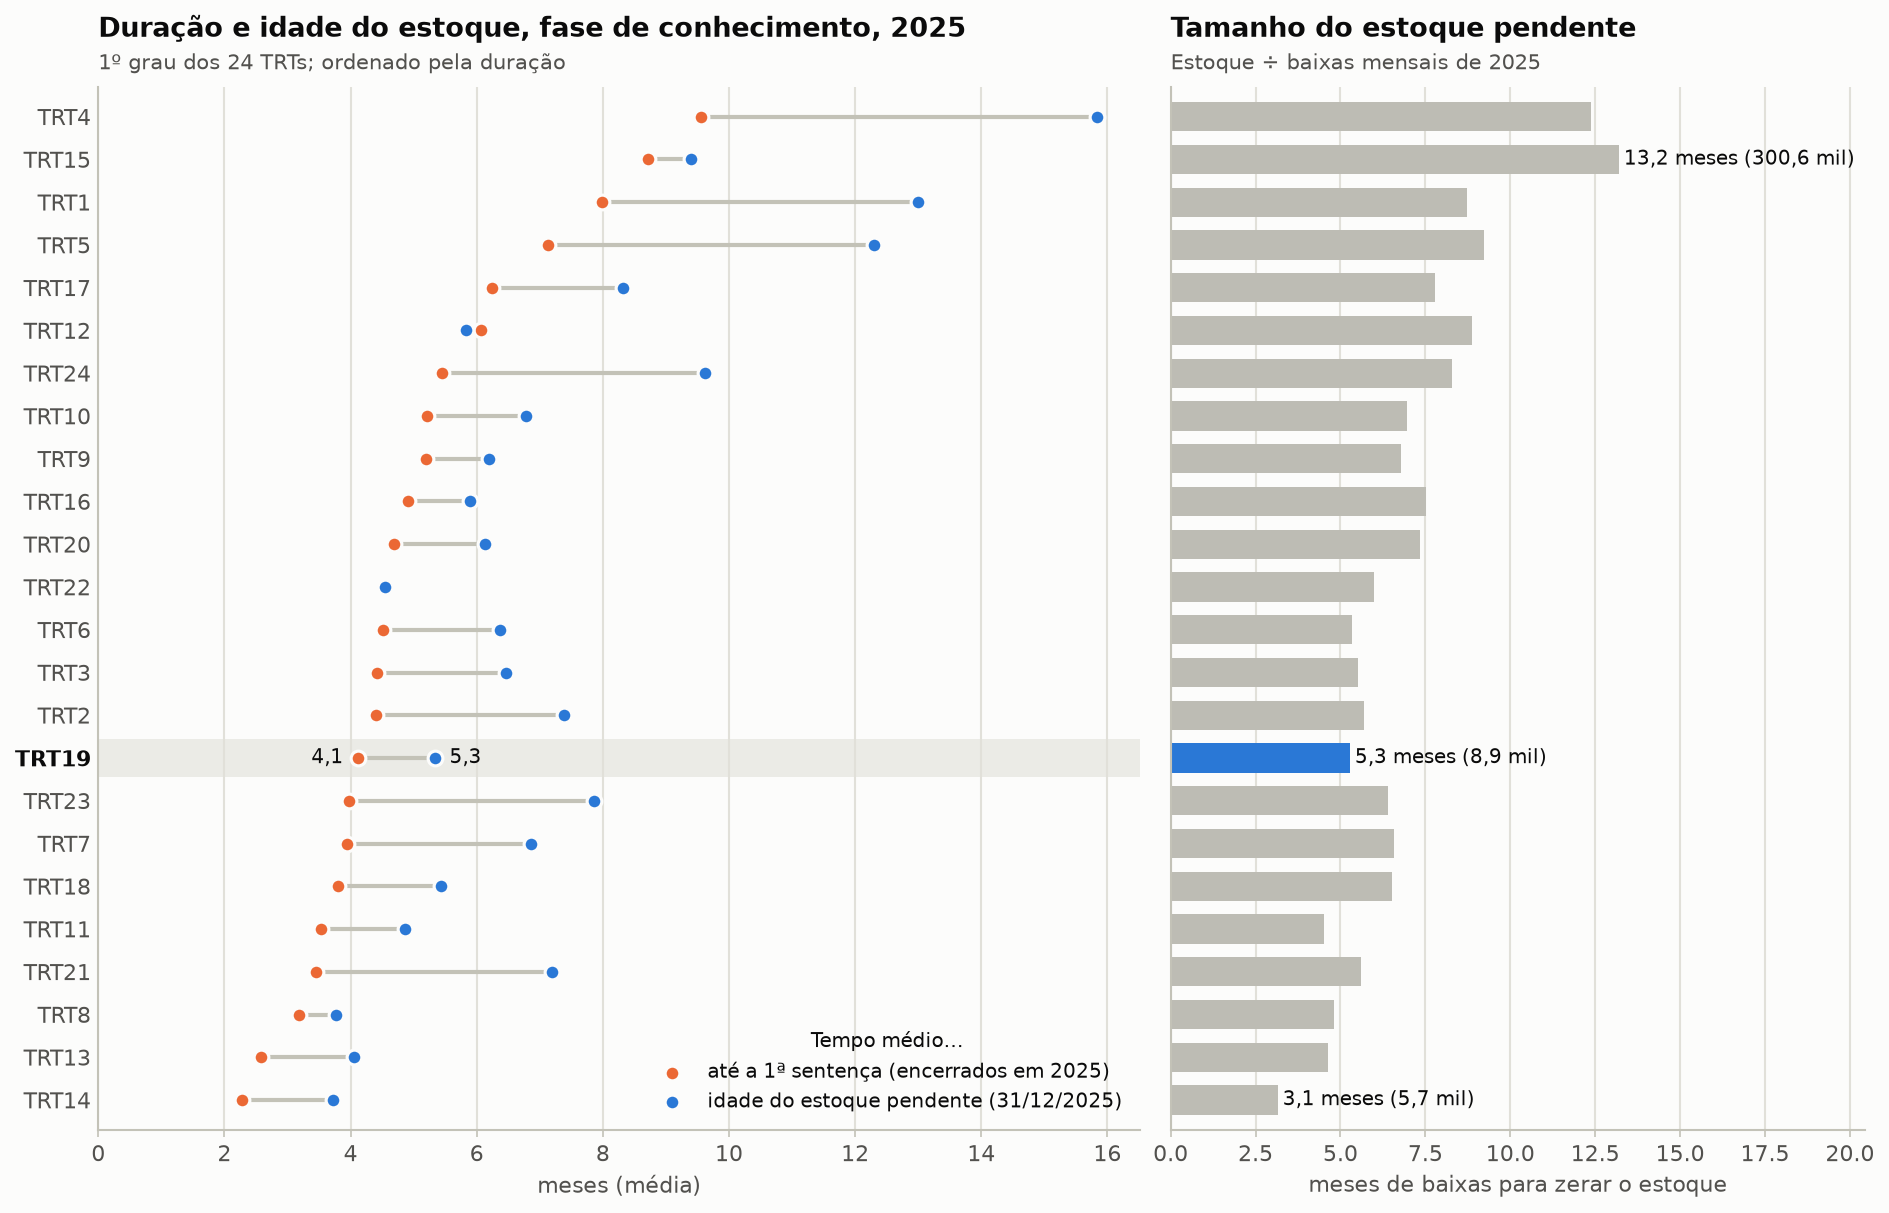 Duração e idade do estoque, fase de conhecimento, 2025
1º grau dos 24 TRTs; ordenado pela duração
TRT4
TRT15
TRT1
TRT5
TRT17
TRT12
TRT24
TRT10
TRT9
TRT16
TRT20
TRT22
TRT6
TRT3
TRT2
TRT19
4,1
5,3
TRT23
TRT7
TRT18
TRT11
TRT21
TRT8
TRT13
TRT14
Tempo médio…
até a 1ª sentença (encerrados em 2025)
idade do estoque pendente (31/12/2025)
0 2 4 6 8 10 12 14 16
meses (média)
Tamanho do estoque pendente
Estoque ÷ baixas mensais de 2025
13,2 meses (300,6 mil)
5,3 meses (8,9 mil)
3,1 meses (5,7 mil)
0.0 2.5 5.0 7.5 10.0 12.5 15.0 17.5 20.0
meses de baixas para zerar o estoque